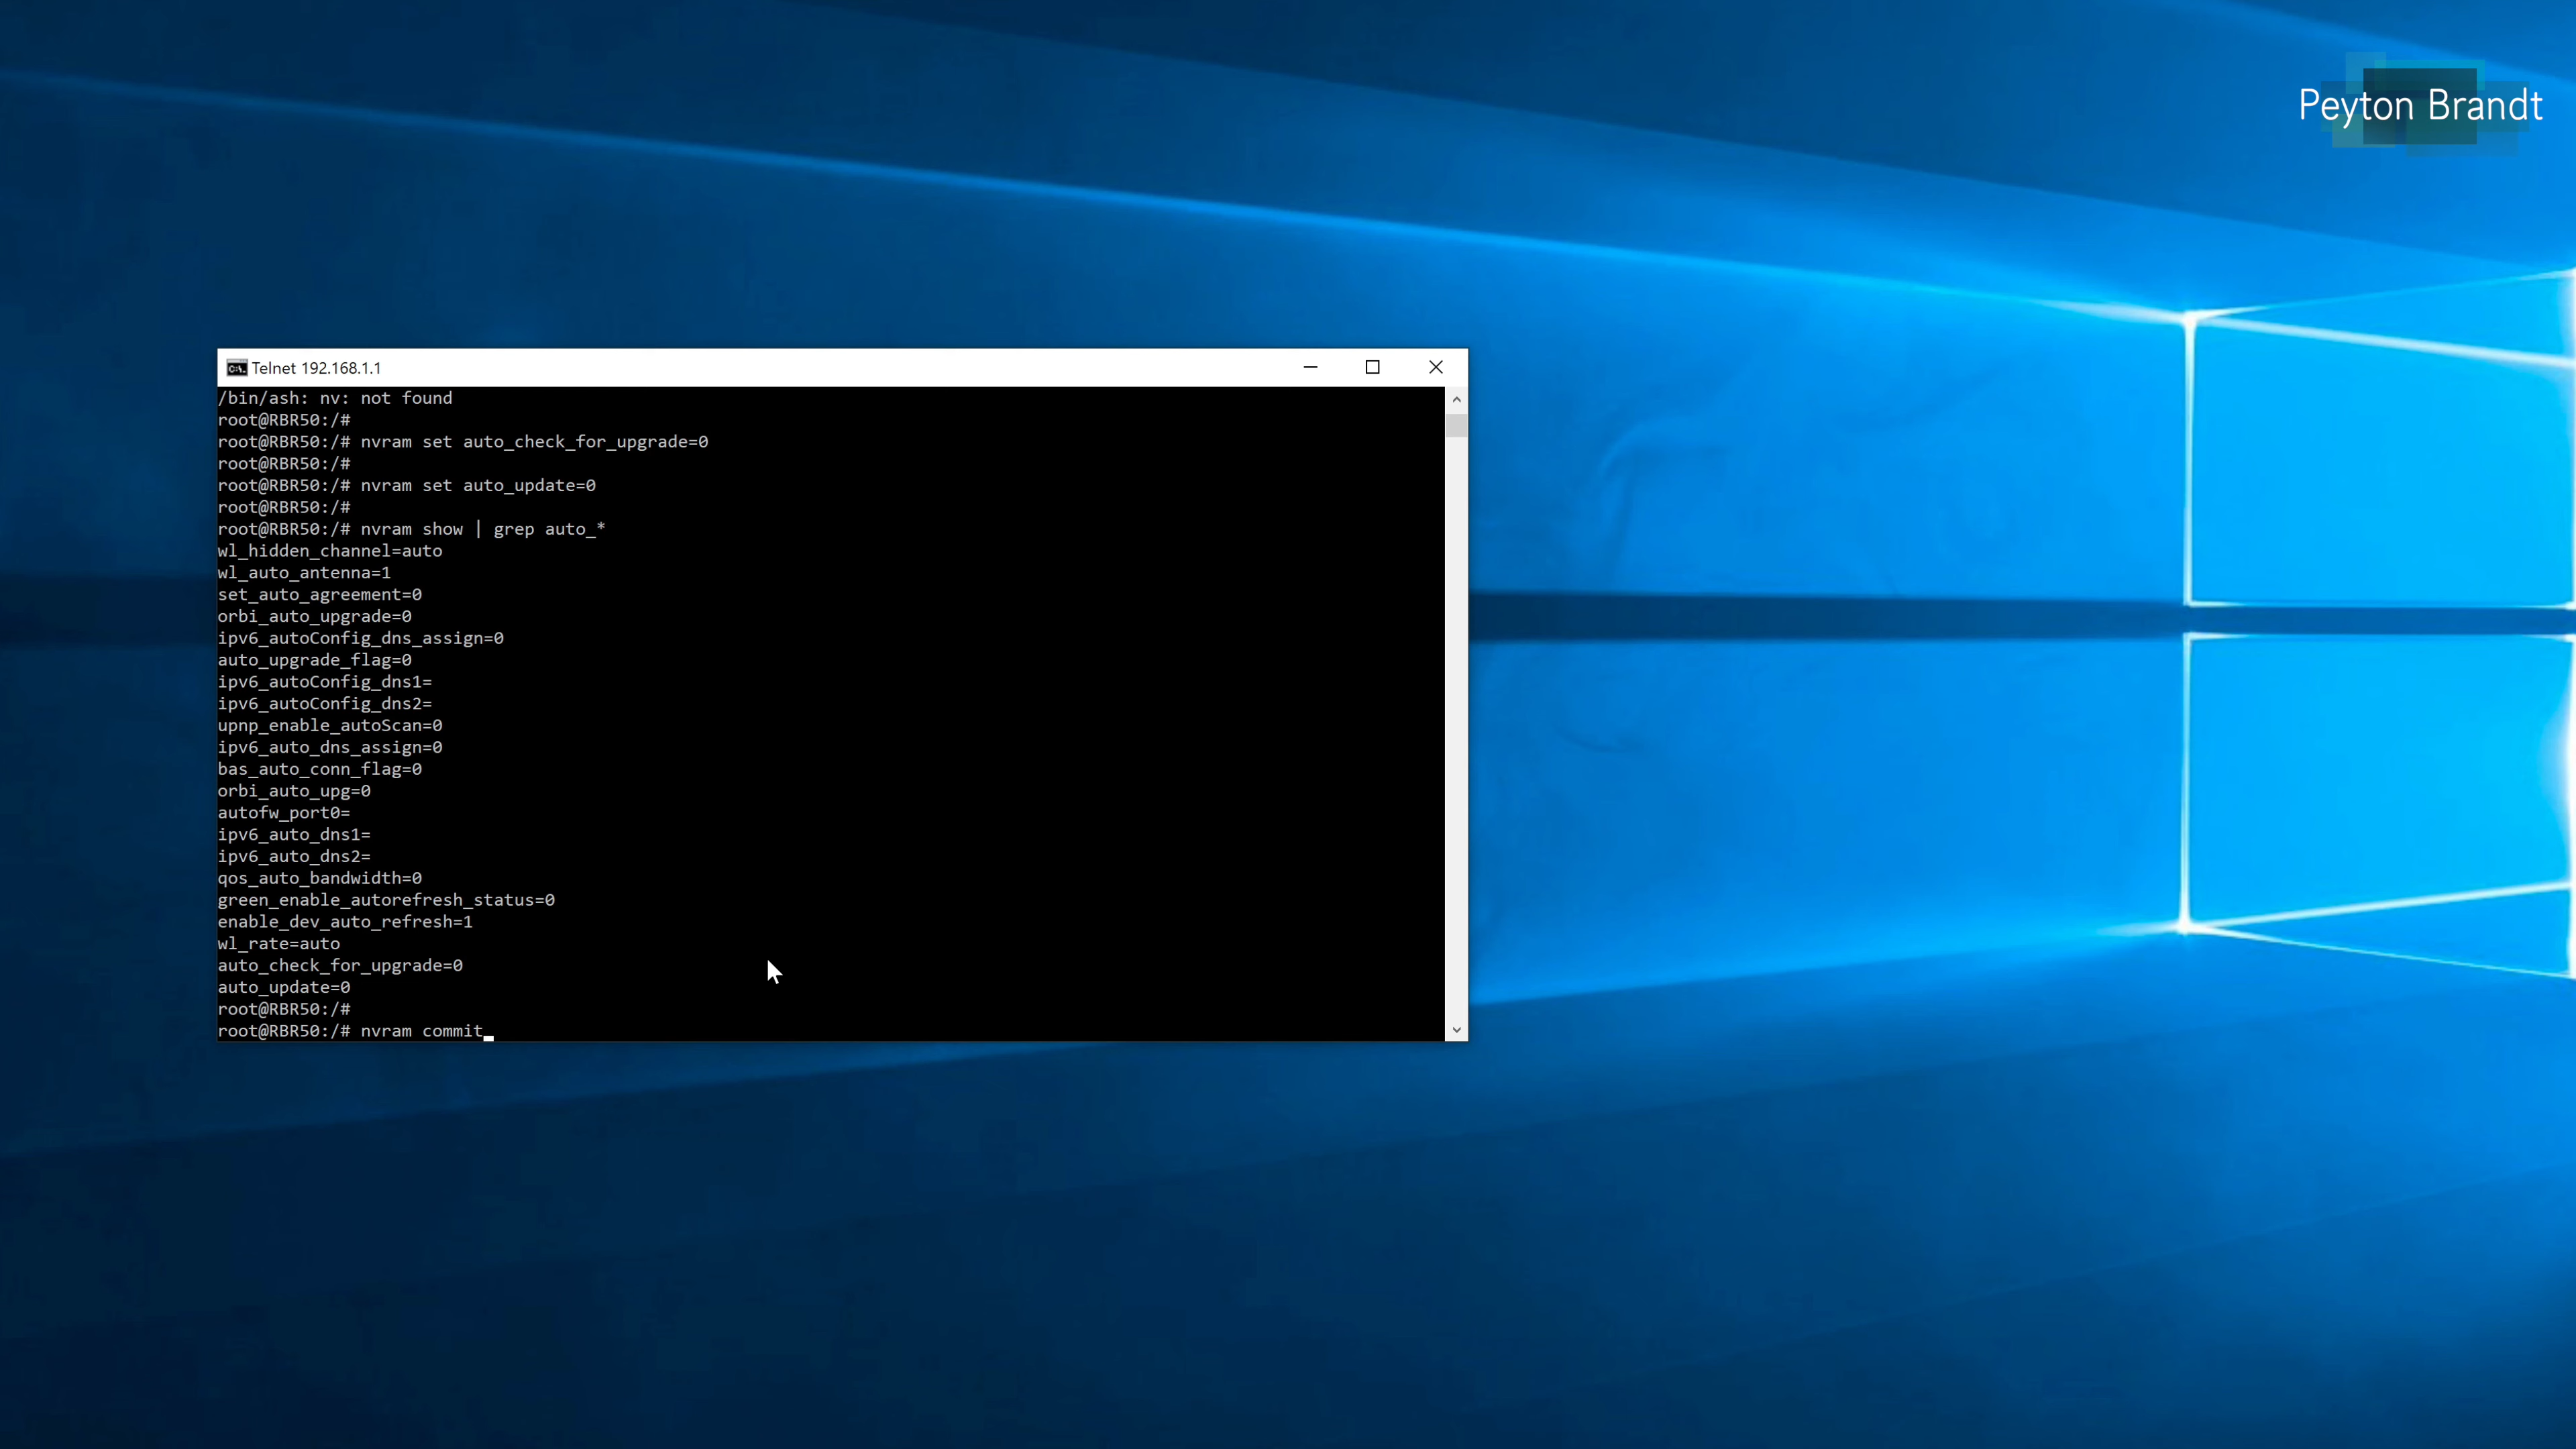 Peyton Brandt
Telnet 192.168.1.1
/bin/ash: nv: not found
root@RBR50:/#
root@RBR50:/# nvram set auto_check_for_upgrade=0
root@RBR50:/#
root@RBR50:/# nvram set auto_update=0
root@RBR50:/#
root@RBR50:/# nvram show | grep auto_*
wl_hidden_channel=auto
wl_auto_antenna=1
set_auto_agreement=0
orbi_auto_upgrade=0
ipv6_autoConfig_dns_assign=0
auto_upgrade_flag=0
ipv6_autoConfig_dns1=
ipv6_autoConfig_dns2=
upnp_enable_autoScan=0
ipv6_auto_dns_assign=0
bas_auto_conn_flag=0
orbi_auto_upg=0
autofw_port0=
ipv6_auto_dns1=
ipv6_auto_dns2=
qos_auto_bandwidth=0
green_enable_autorefresh_status=0
enable_dev_auto_refresh=1
wl_rate=auto
auto_check_for_upgrade=0
auto_update=0
root@RBR50:/#
root@RBR50:/# nvram commit